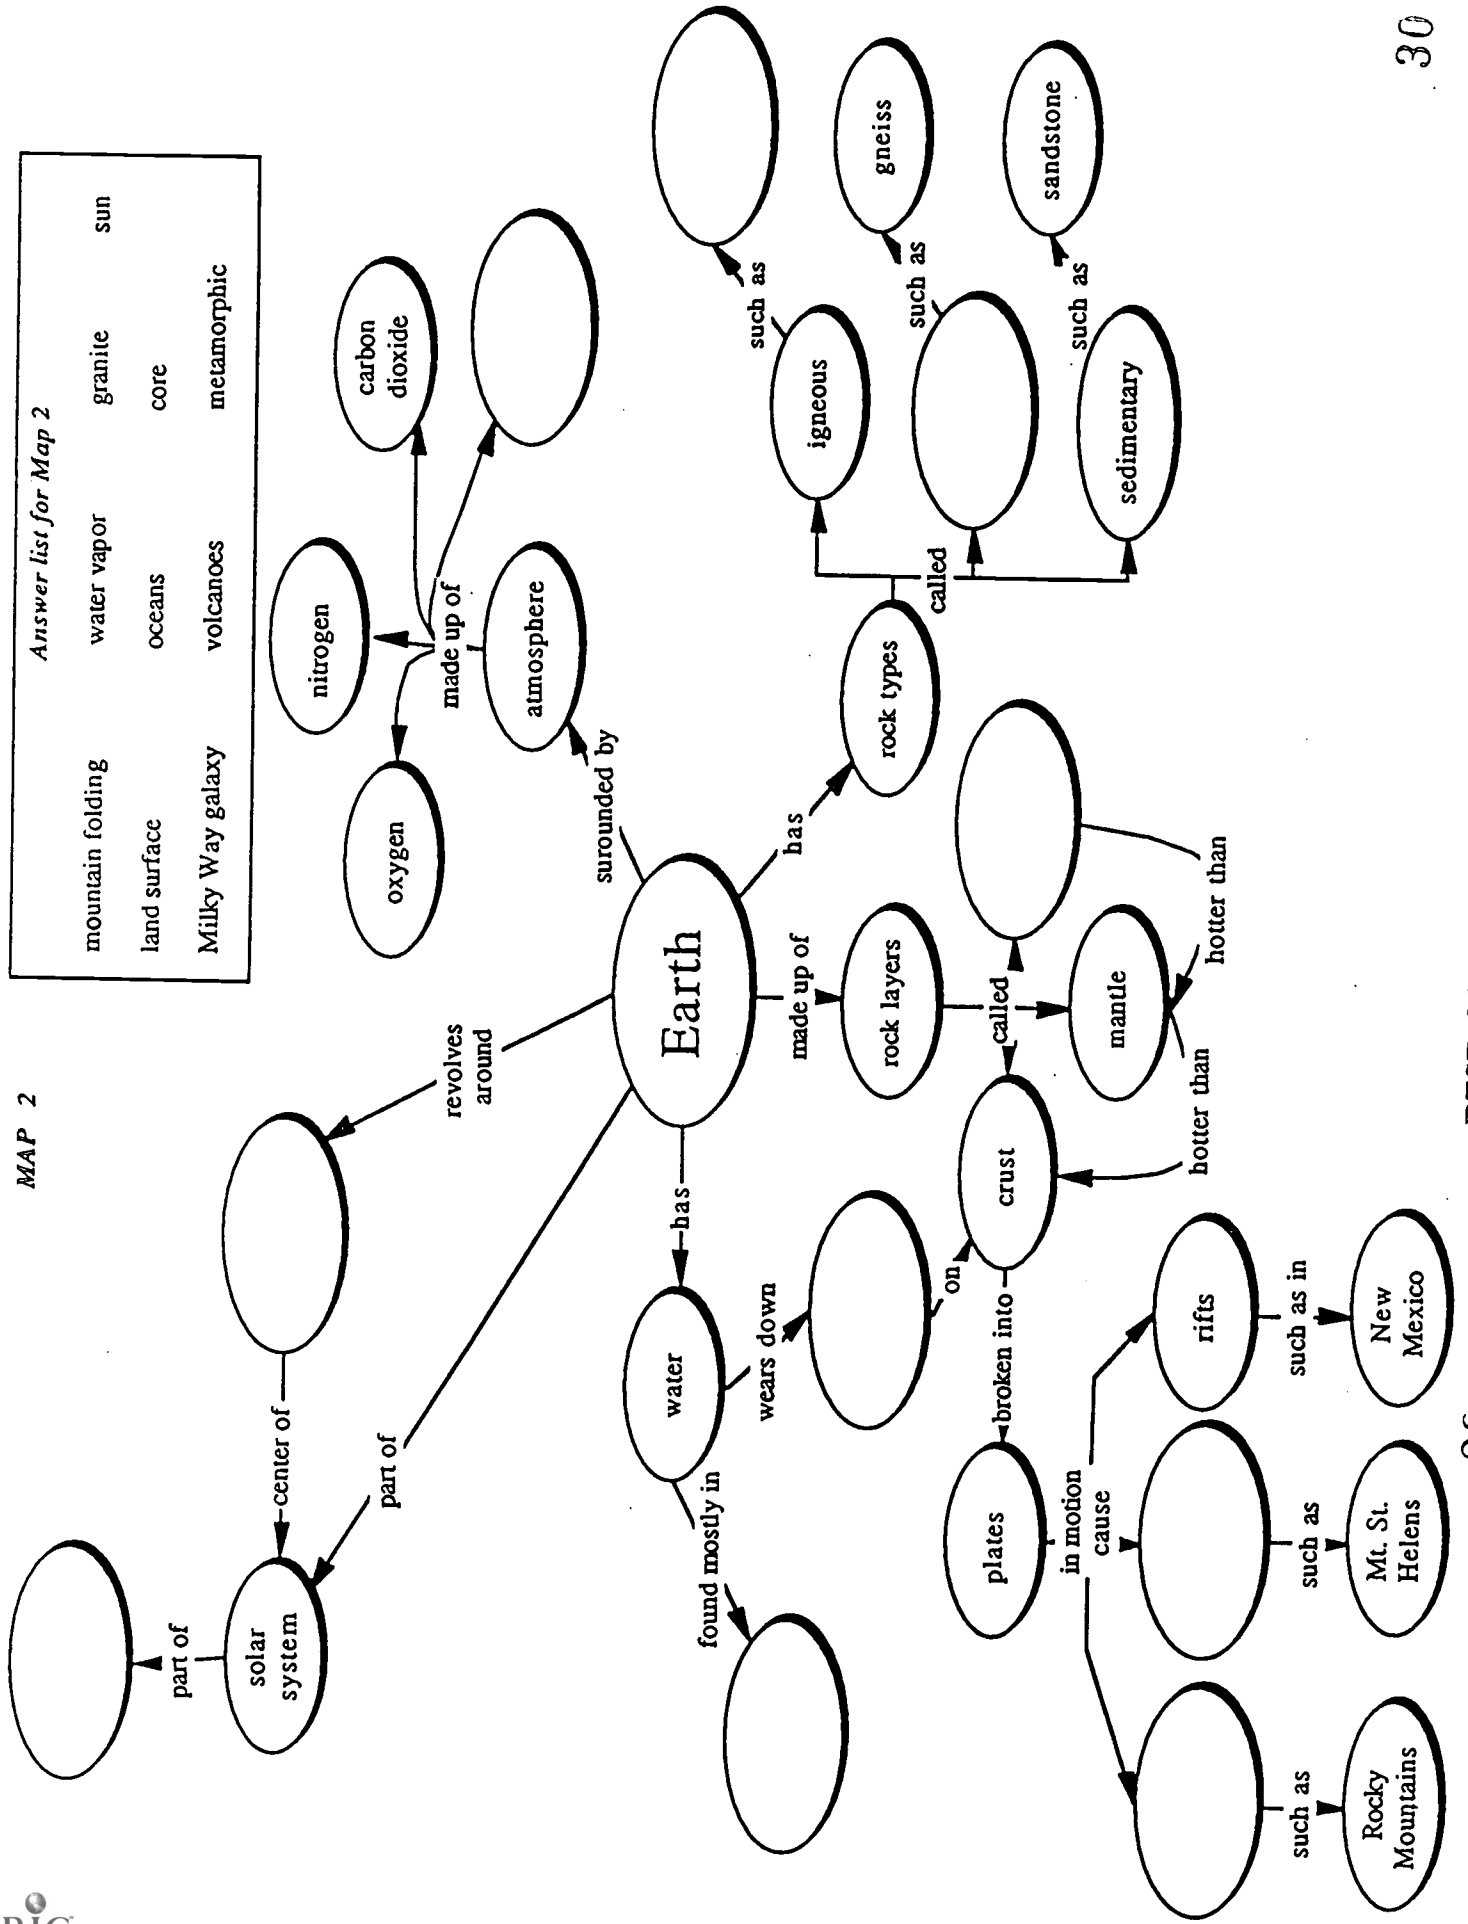 MAP 2
Answer list for Map 2
mountain folding water vapor granite sun
land surface oceans core
Milky Way galaxy volcanoes metamorphic
part of
solar
system
center of
part of
revolves
around
Earth
surounded by
atmosphere
made up of
oxygen
nitrogen
carbon
dioxide
has
water
found mostly in
wears down
on
made up of
rock layers
called
crust
mantle
hotter than
hotter than
has
rock types
called
igneous
such as
such as
gneiss
sedimentary
such as
sandstone
broken into
plates
in motion
cause
such as
Rocky
Mountains
such as
Mt. St.
Helens
rifts
such as in
New
Mexico
30